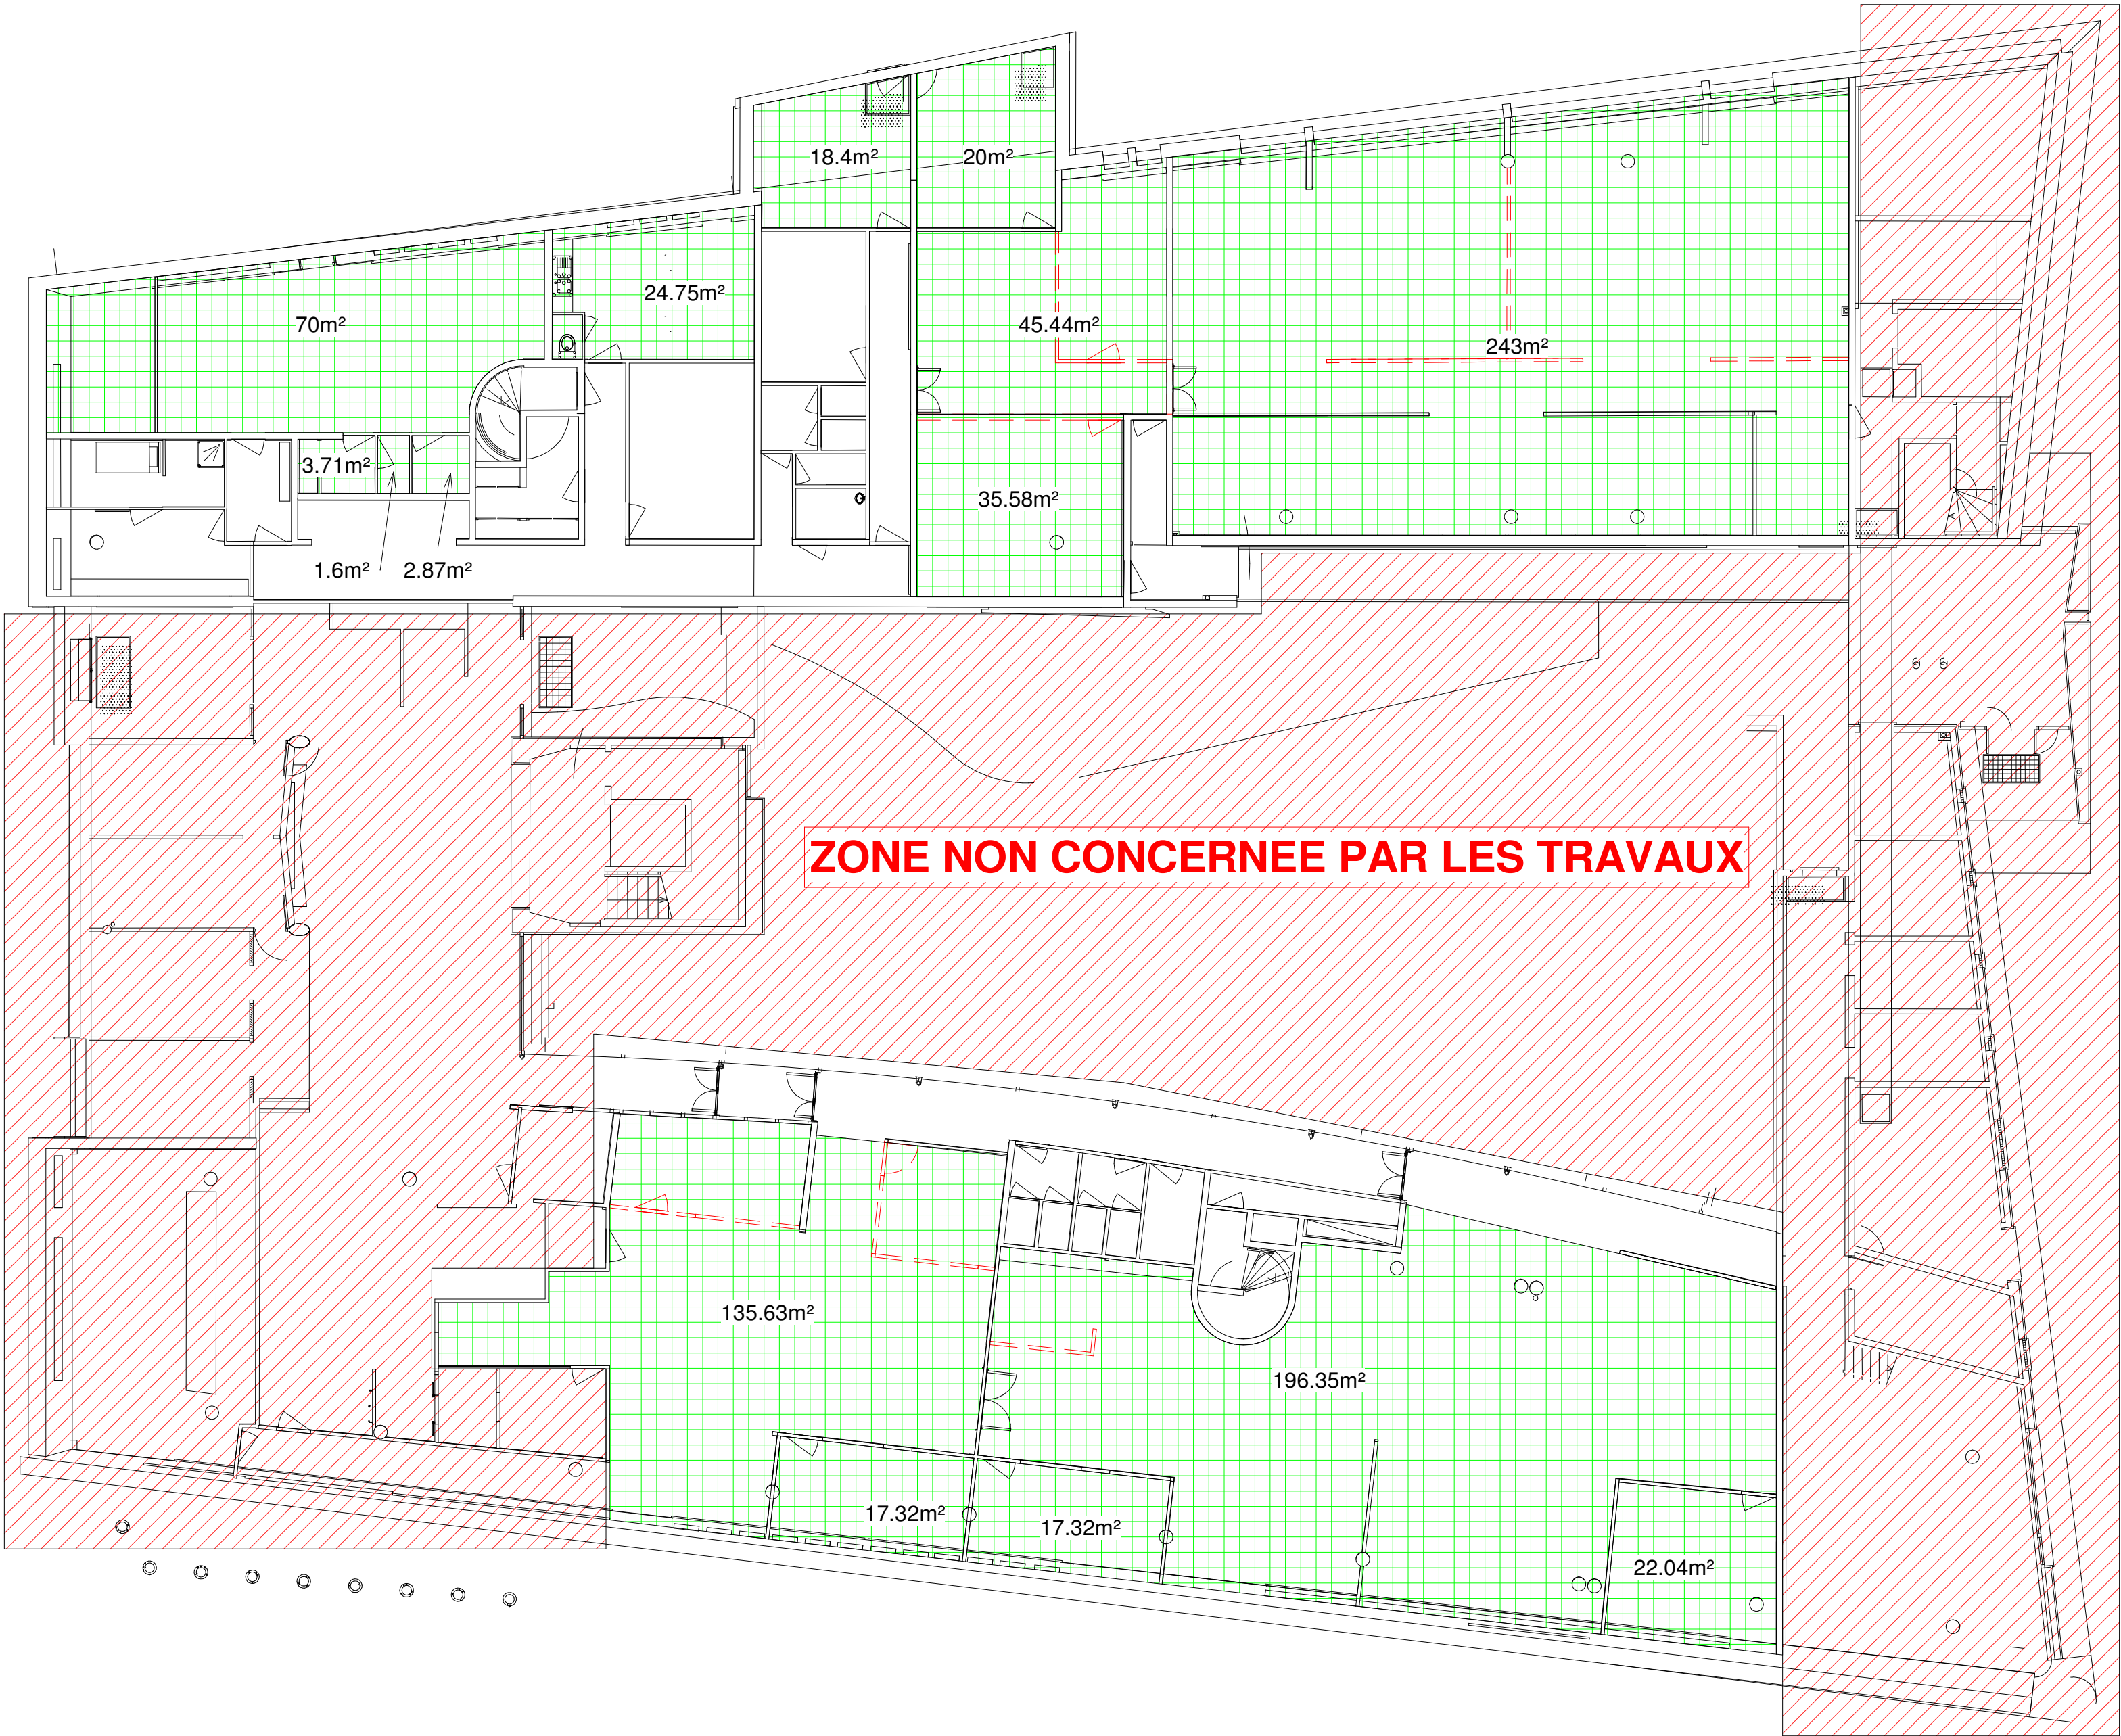 18.4m²
20m²
24.75m²
70m²
45.44m²
243m²
3.71m²
35.58m²
1.6m²
2.87m²
ZONE NON CONCERNEE PAR LES TRAVAUX
135.63m²
196.35m²
17.32m²
17.32m²
22.04m²